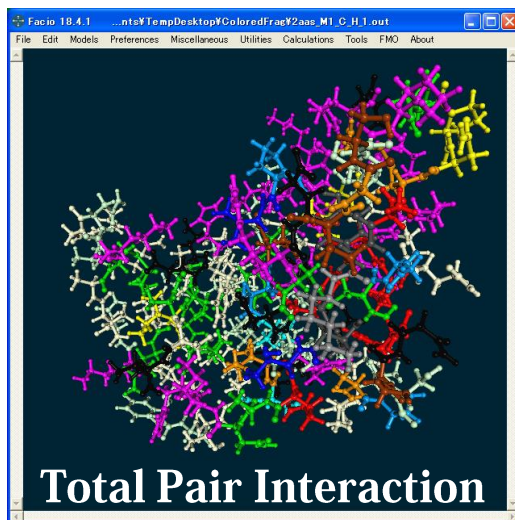 Facio 18.4.1 ...nts¥TempDesktop¥ColoredFrag¥2aas_M1_C_H_1.out
File Edit Models Preferences Miscellaneous Utilities Calculations Tools FMO About
Total Pair Interaction